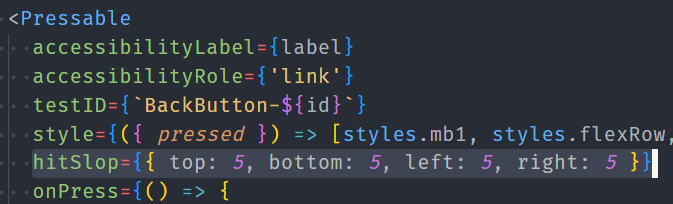 <Pressable
accessibilityLabel={label}
accessibilityRole={'link'}
testID={`BackButton-${id}`}
style={({ pressed }) => [styles.mb1, styles.flexRow,
hitSlop={{ top: 5, bottom: 5, left: 5, right: 5 }}
onPress={() => {